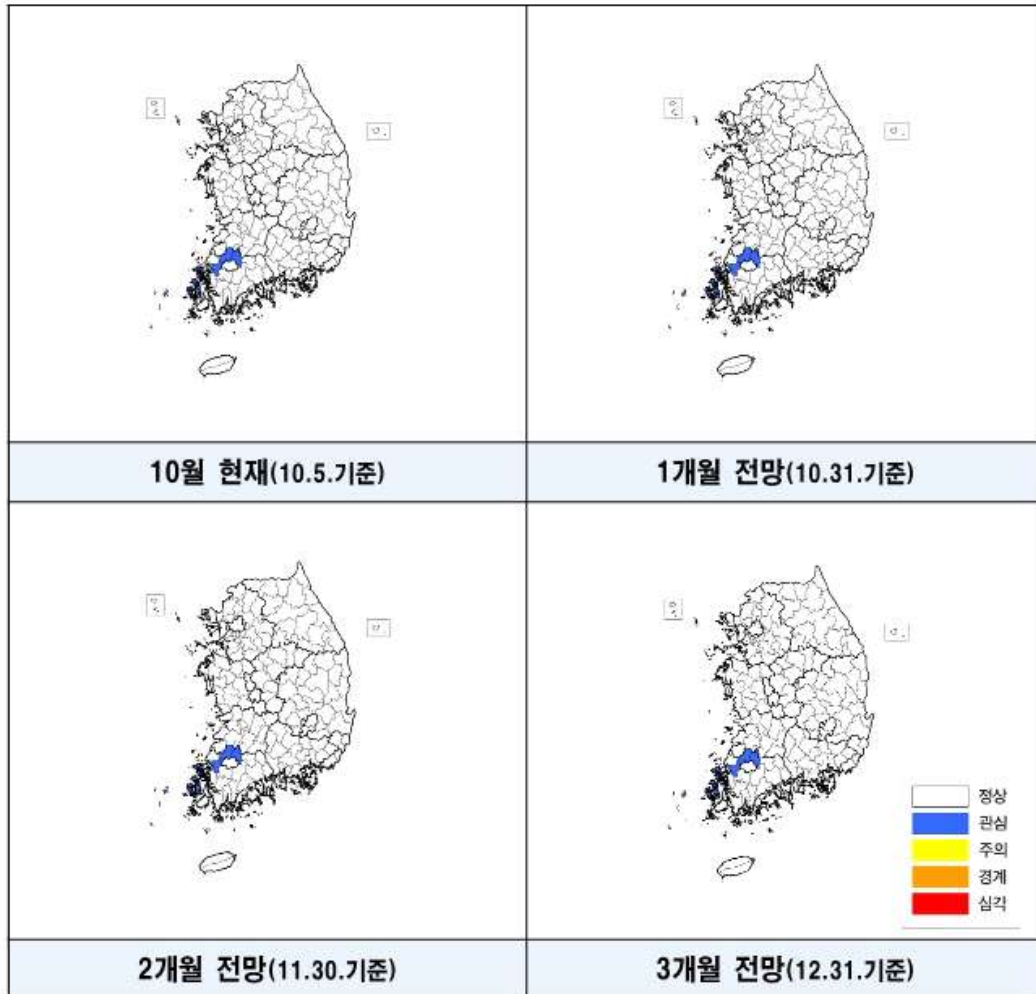 10월 현재(10.5.기준)
1개월 전망(10.31.기준)
정상
관심
주의
경계
심각
2개월 전망(11.30.기준)
3개월 전망(12.31.기준)